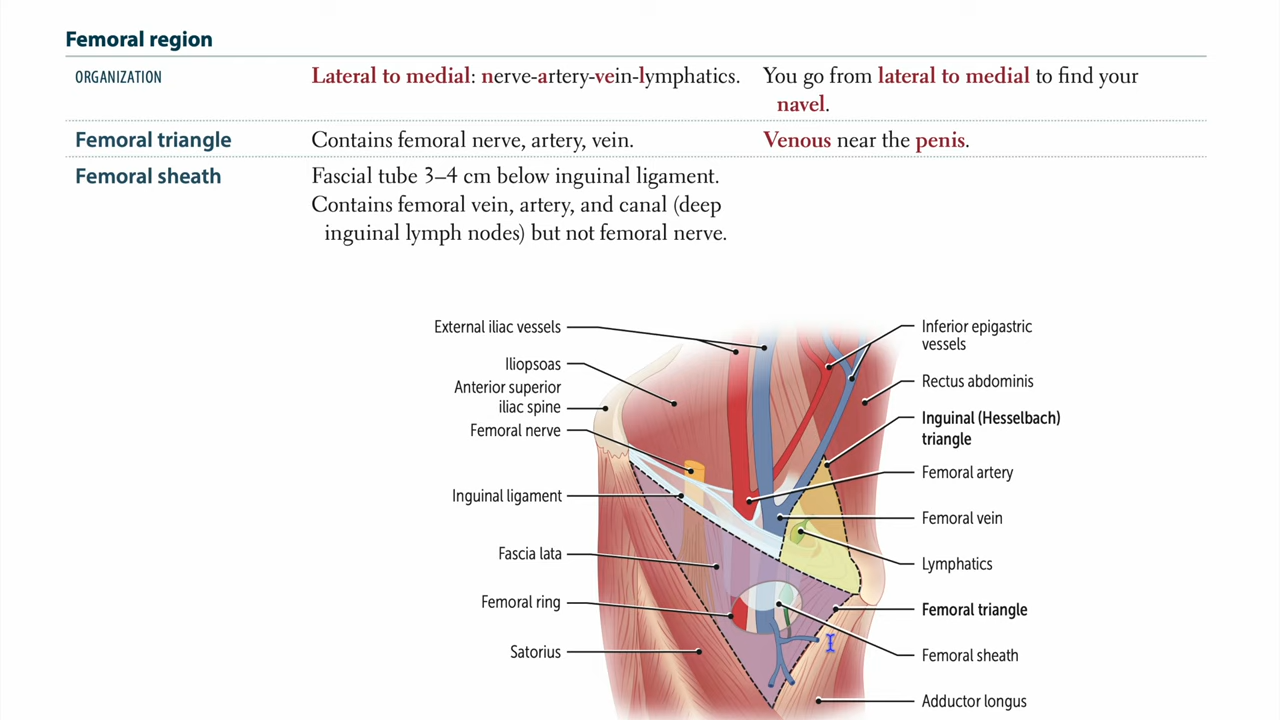 Femoral region
ORGANIZATION
Lateral to medial: nerve-artery-vein-lymphatics.
You go from lateral to medial to find your
navel.
Femoral triangle
Contains femoral nerve, artery, vein.
Venous near the penis.
Femoral sheath
Fascial tube 3–4 cm below inguinal ligament.
Contains femoral vein, artery, and canal (deep
inguinal lymph nodes) but not femoral nerve.
External iliac vessels
Iliopsoas
Anterior superior
iliac spine
Femoral nerve
Inguinal ligament
Fascia lata
Femoral ring
Satorius
Inferior epigastric
vessels
Rectus abdominis
Inguinal (Hesselbach)
triangle
Femoral artery
Femoral vein
Lymphatics
Femoral triangle
Femoral sheath
Adductor longus